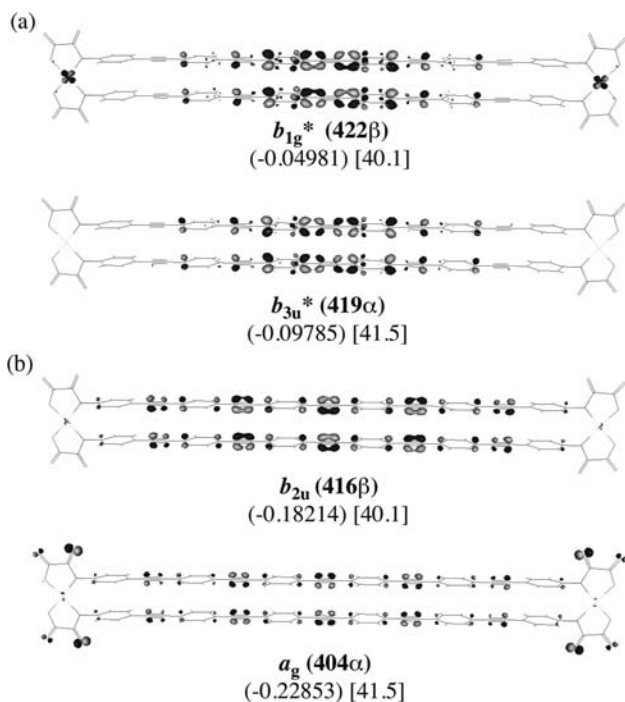 (a)
b1g* (422β)
(-0.04981) [40.1]
b3u* (419α)
(-0.09785) [41.5]
(b)
b2u (416β)
(-0.18214) [40.1]
ag (404α)
(-0.22853) [41.5]